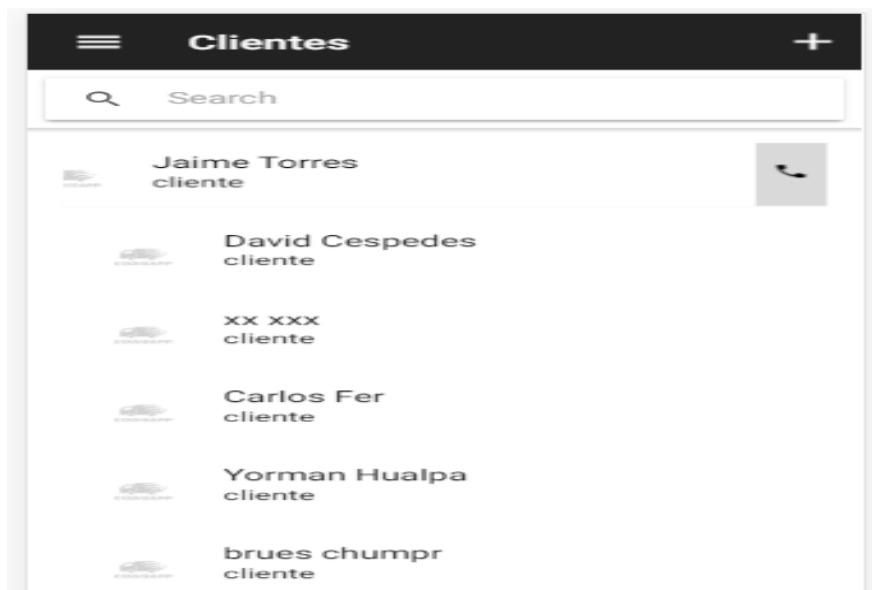 Clientes
Search
Jaime Torres
cliente
David Cespedes
cliente
xx xxx
cliente
Carlos Fer
cliente
Yorman Hualpa
cliente
brues chumpr
cliente